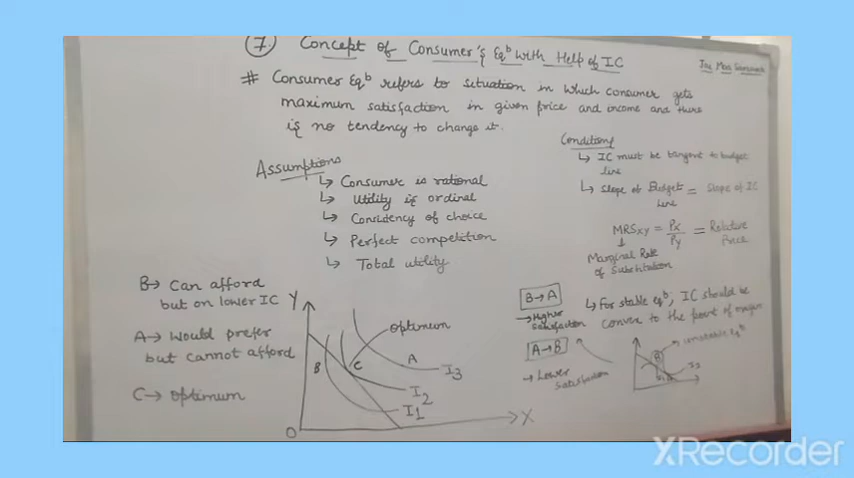 7. Concept of Consumer's Eqb with Help of IC
# Consumer Eqb refers to situation in which consumer gets
maximum satisfaction in given price and income and there
is no tendency to change it.
Assumptions
↳ Consumer is rational
↳ Utility is ordinal
↳ Consistency of choice
↳ Perfect competition
↳ Total utility
Conditions
↳ IC must be tangent to budget
line
↳ Slope of Budget = Slope of IC
line
MRSxy = Px/Py = Relative
Price
↓
Marginal Rate
of Substitution
↳ For stable eqb, IC should be
convex to the point of origin
B → A
→ Higher
satisfaction
A → B
→ Lower
satisfaction
B → Can afford
but on lower IC
A → Would prefer
but cannot afford
C → optimum
Y
optimum
B
C
A
I3
I2
I1
O
X
unstable eqb
XRecorder